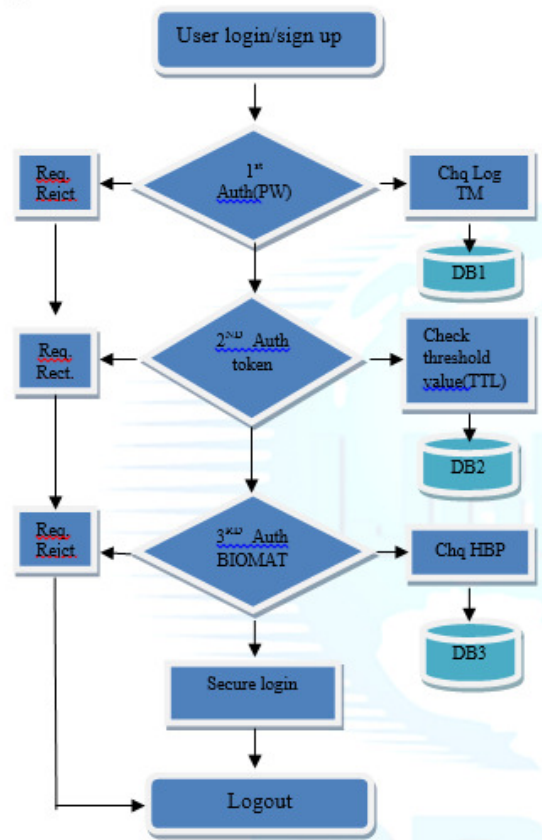 User login/sign up
Req.
Rejct
1st
Auth(PW)
Chq Log
TM
DB1
Req.
Rect.
2ND Auth
token
Check
threshold
value(TTL)
DB2
Req.
Rejct
3RD Auth
BIOMAT
Chq HBP
DB3
Secure login
Logout